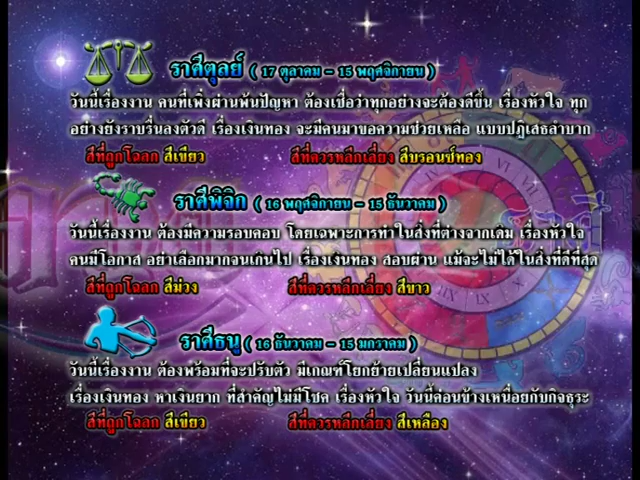 ราศีตุลย์ ( 17 ตุลาคม - 15 พฤศจิกายน )
วันนี้เรื่องงาน คนที่เพิ่งผ่านพ้นปัญหา ต้องเชื่อว่าทุกอย่างจะต้องดีขึ้น เรื่องหัวใจ ทุก
อย่างยังราบรื่นลงตัวดี เรื่องเงินทอง จะมีคนมาขอความช่วยเหลือ แบบปฏิเสธลำบาก
สีที่ถูกโฉลก สีเขียว สีที่ควรหลีกเลี่ยง สีบรอนซ์ทอง
ราศีพิจิก ( 16 พฤศจิกายน - 15 ธันวาคม )
วันนี้เรื่องงาน ต้องมีความรอบคอบ โดยเฉพาะการทำในสิ่งที่ต่างจากเดิม เรื่องหัวใจ
คนมีโอกาส อย่าเลือกมากจนเกินไป เรื่องเงินทอง สอบผ่าน แม้จะไม่ได้ในสิ่งที่ดีที่สุด
สีที่ถูกโฉลก สีม่วง สีที่ควรหลีกเลี่ยง สีขาว
ราศีธนู ( 16 ธันวาคม - 15 มกราคม )
วันนี้เรื่องงาน ต้องพร้อมที่จะปรับตัว มีเกณฑ์โยกย้ายเปลี่ยนแปลง
เรื่องเงินทอง หาเงินยาก ที่สำคัญไม่มีโชค เรื่องหัวใจ วันนี้ค่อนข้างเหนื่อยกับกิจธุระ
สีที่ถูกโฉลก สีเขียว สีที่ควรหลีกเลี่ยง สีเหลือง